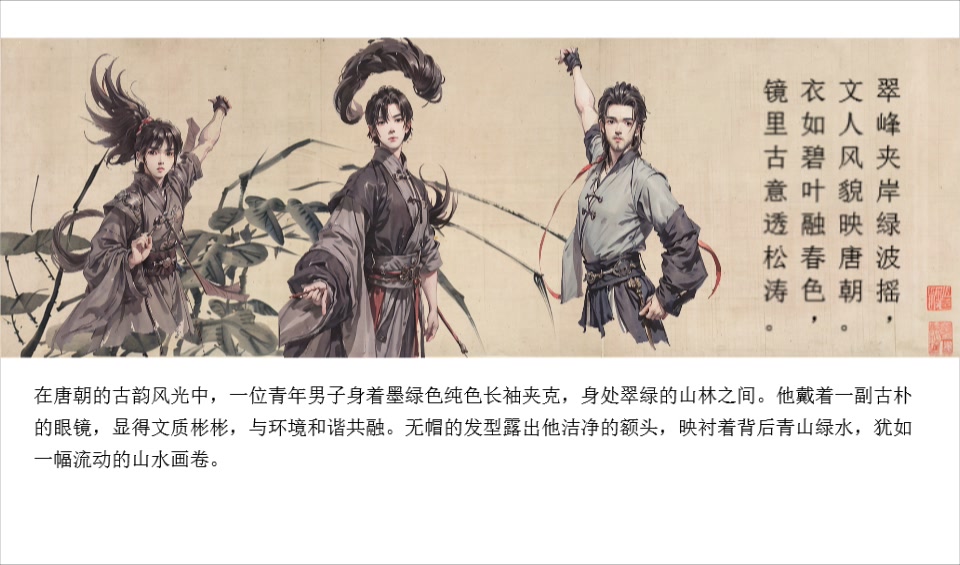 翠峰夹岸绿波摇，
文人风貌映唐朝。
衣如碧叶融春色，
镜里古意透松涛。
在唐朝的古韵风光中，一位青年男子身着墨绿色纯色长袖夹克，身处翠绿的山林之间。他戴着一副古朴
的眼镜，显得文质彬彬，与环境和谐共融。无帽的发型露出他洁净的额头，映衬着背后青山绿水，犹如
一幅流动的山水画卷。